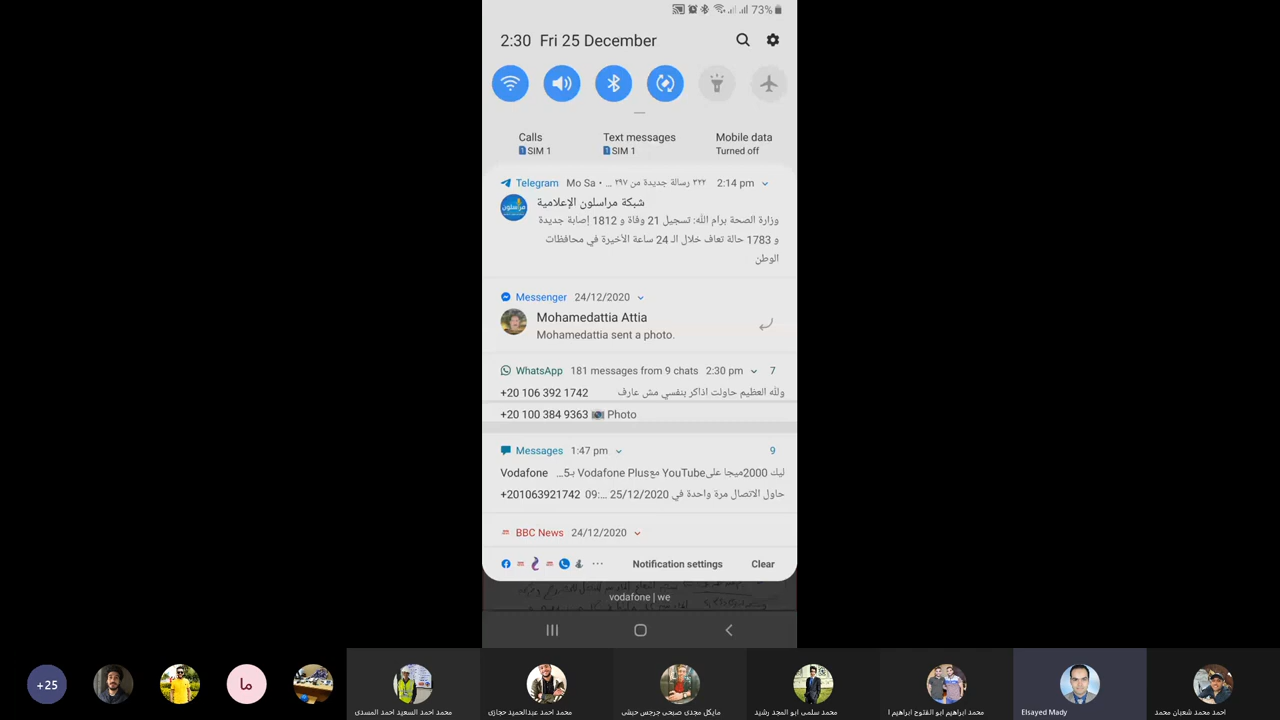 73%
2:30 Fri 25 December
Calls Text messages Mobile data
1 SIM 1 1 SIM 1 Turned off
Telegram Mo Sa • ... ٣٢٢ رسالة جديدة من ٢٩٧ 2:14 pm
مراسلون
شبكة مراسلون الإعلامية
وزارة الصحة برام الله: تسجيل 21 وفاة و 1812 إصابة جديدة
و 1783 حالة تعاف خلال الـ 24 ساعة الأخيرة في محافظات
الوطن
Messenger 24/12/2020
Mohamedattia Attia
Mohamedattia sent a photo.
WhatsApp 181 messages from 9 chats 2:30 pm 7
+20 106 392 1742 ولله العظيم حاولت اذاكر بنفسي مش عارف
+20 100 384 9363 📷 Photo
Messages 1:47 pm 9
Vodafone ليك 2000ميجا علىYouTube معVodafone Plus بـ5...
+201063921742 حاول الاتصال مرة واحدة في 25/12/2020 09:...
BBC News 24/12/2020
... Notification settings Clear
vodafone | we
+25
ما
محمد احمد السعيد احمد المسدى
محمد احمد عبدالحميد حجازى
مايكل مجدى صبحى جرجس حبشى
محمد سلمى ابو المجد رشيد
محمد ابراهيم ابو الفتوح ابراهيم ا
Elsayed Mady
احمد محمد شعبان محمد